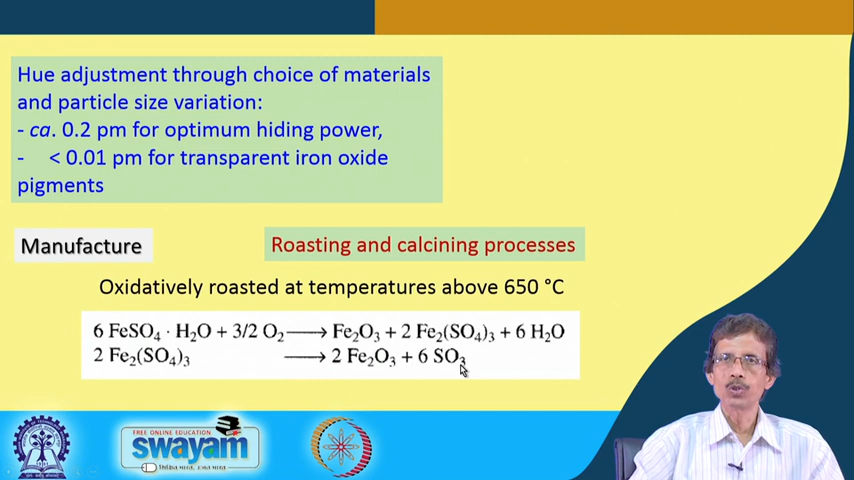 Hue adjustment through choice of materials
and particle size variation:
- ca. 0.2 pm for optimum hiding power,
- < 0.01 pm for transparent iron oxide
pigments
Manufacture
Roasting and calcining processes
Oxidatively roasted at temperatures above 650 °C
6 FeSO₄ · H₂O + 3/2 O₂ ⟶ Fe₂O₃ + 2 Fe₂(SO₄)₃ + 6 H₂O
2 Fe₂(SO₄)₃ ⟶ 2 Fe₂O₃ + 6 SO₃
FREE ONLINE EDUCATION
swayam